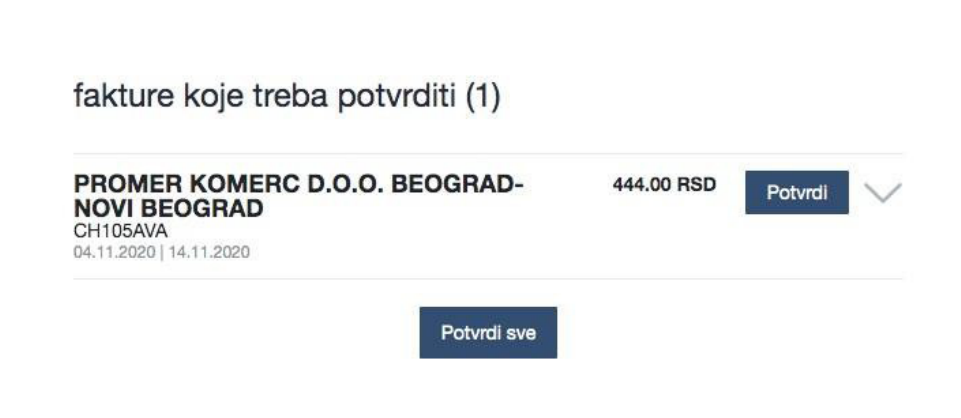 fakture koje treba potvrditi (1)
PROMER KOMERC D.O.O. BEOGRAD-
NOVI BEOGRAD
444.00 RSD
Potvrdi
CH105AVA
04.11.2020 | 14.11.2020
Potvrdi sve